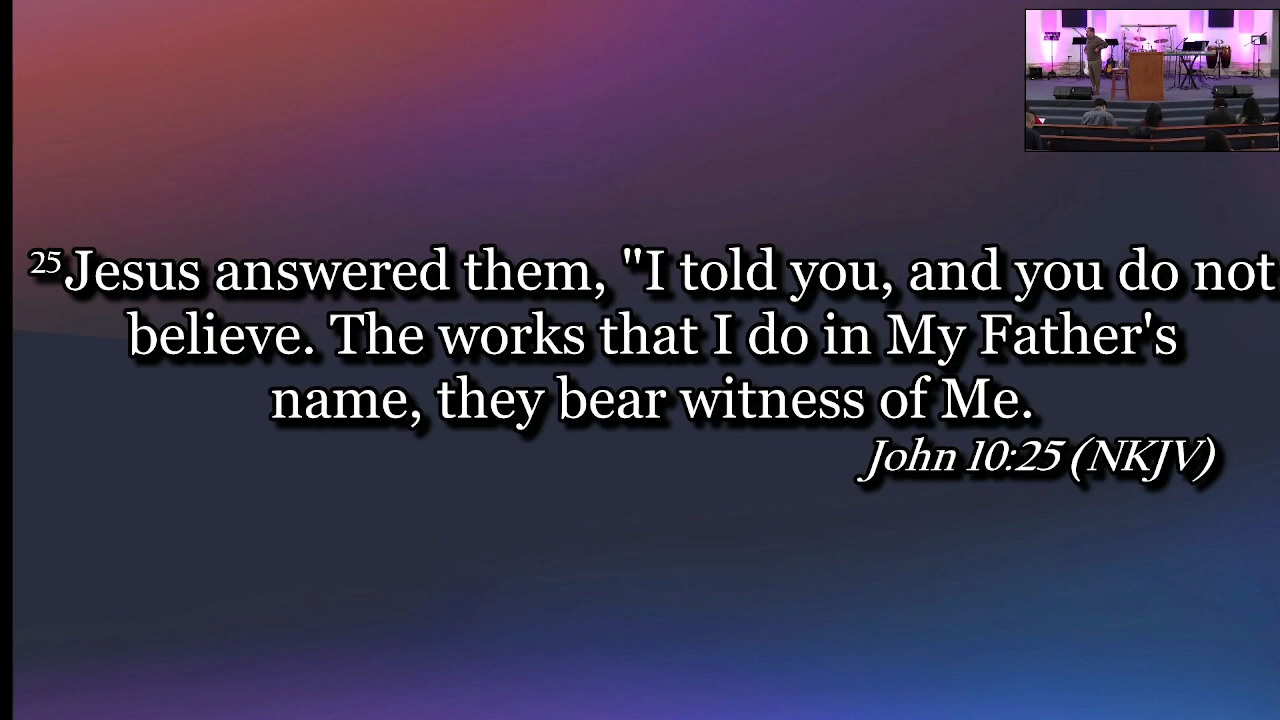 25Jesus answered them, "I told you, and you do not
believe. The works that I do in My Father's
name, they bear witness of Me.
John 10:25 (NKJV)